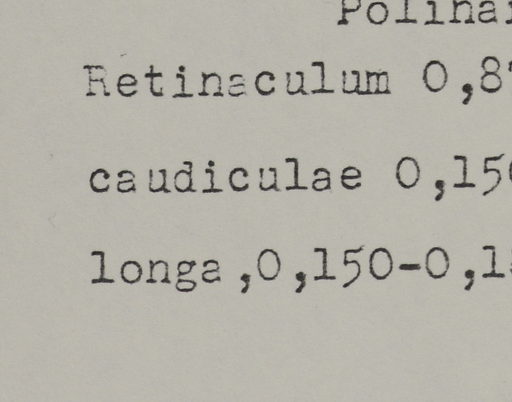 Retinaculum 0,8
caudiculae 0,15
longa,0,150-0,1